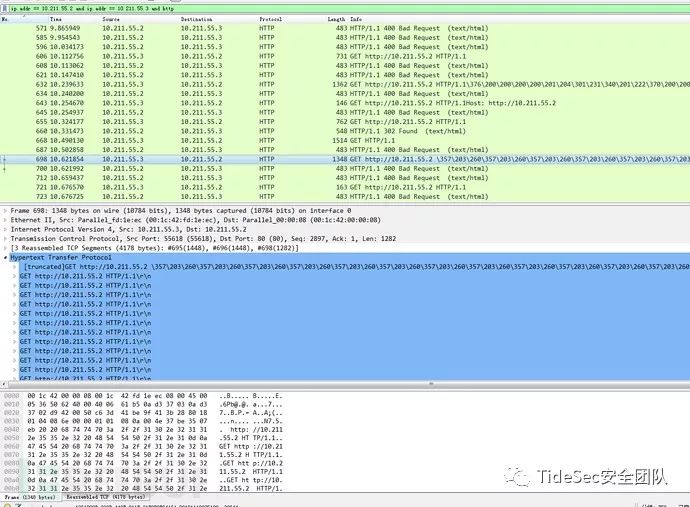 ip.addr == 10.211.55.2 and ip.addr == 10.211.55.3 and http
No. Time Source Destination Protocol Length Info
571 9.865949 10.211.55.2 10.211.55.3 HTTP 483 HTTP/1.1 400 Bad Request (text/html)
585 9.954543 10.211.55.2 10.211.55.3 HTTP 483 HTTP/1.1 400 Bad Request (text/html)
596 10.034173 10.211.55.2 10.211.55.3 HTTP 483 HTTP/1.1 400 Bad Request (text/html)
606 10.112756 10.211.55.3 10.211.55.2 HTTP 731 GET http://10.211.55.2 HTTP/1.1
608 10.113062 10.211.55.2 10.211.55.3 HTTP 483 HTTP/1.1 400 Bad Request (text/html)
621 10.147410 10.211.55.2 10.211.55.3 HTTP 483 HTTP/1.1 400 Bad Request (text/html)
632 10.239633 10.211.55.3 10.211.55.2 HTTP 1362 GET http://10.211.55.2 HTTP/1.1\376\200\200\200\200\201\204\301\231\340\201\222\370\200\200
634 10.240200 10.211.55.2 10.211.55.3 HTTP 483 HTTP/1.1 400 Bad Request (text/html)
643 10.254670 10.211.55.3 10.211.55.2 HTTP 146 GET http://10.211.55.2 HTTP/1.1Host: http://10.211.55.2
645 10.254937 10.211.55.2 10.211.55.3 HTTP 483 HTTP/1.1 400 Bad Request (text/html)
655 10.324177 10.211.55.3 10.211.55.2 HTTP 762 GET http://10.211.55.2 HTTP/1.1
660 10.331473 10.211.55.2 10.211.55.3 HTTP 548 HTTP/1.1 302 Found (text/html)
668 10.490130 10.211.55.3 10.211.55.2 HTTP 1514 GET HTTP/1.1
687 10.502858 10.211.55.2 10.211.55.3 HTTP 483 HTTP/1.1 400 Bad Request (text/html)
698 10.621854 10.211.55.3 10.211.55.2 HTTP 1348 GET http://10.211.55.2 \357\203\260\357\203\260\357\203\260\357\203\260\357\203\260\357\203
700 10.621992 10.211.55.2 10.211.55.3 HTTP 483 HTTP/1.1 400 Bad Request (text/html)
712 10.659437 10.211.55.2 10.211.55.3 HTTP 483 HTTP/1.1 400 Bad Request (text/html)
721 10.676570 10.211.55.3 10.211.55.2 HTTP 163 GET http://10.211.55.2 HTTP/1.1
723 10.676725 10.211.55.2 10.211.55.3 HTTP 483 HTTP/1.1 400 Bad Request (text/html)
Frame 698: 1348 bytes on wire (10784 bits), 1348 bytes captured (10784 bits) on interface 0
Ethernet II, Src: Parallel_fd:1e:ec (00:1c:42:fd:1e:ec), Dst: Parallel_00:00:08 (00:1c:42:00:00:08)
Internet Protocol Version 4, Src: 10.211.55.3, Dst: 10.211.55.2
Transmission Control Protocol, Src Port: 55618 (55618), Dst Port: 80 (80), Seq: 2897, Ack: 1, Len: 1282
[3 Reassembled TCP Segments (4178 bytes): #695(1448), #696(1448), #698(1282)]
Hypertext Transfer Protocol
[truncated]GET http://10.211.55.2 \357\203\260\357\203\260\357\203\260\357\203\260\357\203\260\357\203\260\357\203\260\357\203\260\357\203\260\357\203\260
GET http://10.211.55.2 HTTP/1.1\r\n
GET http://10.211.55.2 HTTP/1.1\r\n
GET http://10.211.55.2 HTTP/1.1\r\n
GET http://10.211.55.2 HTTP/1.1\r\n
GET http://10.211.55.2 HTTP/1.1\r\n
GET http://10.211.55.2 HTTP/1.1\r\n
GET http://10.211.55.2 HTTP/1.1\r\n
GET http://10.211.55.2 HTTP/1.1\r\n
GET http://10.211.55.2 HTTP/1.1\r\n
GET http://10.211.55.2 HTTP/1.1\r\n
GET http://10.211.55.2 HTTP/1.1\r\n
GET http://10.211.55.2 HTTP/1.1\r\n
0000 00 1c 42 00 00 08 00 1c 42 fd 1e ec 08 00 45 00 ..B.....B.....E.
0010 05 36 50 62 40 00 40 06 61 b5 0a d3 37 03 0a d3 .6Pb@.@.a...7...
0020 37 02 d9 42 00 50 c6 3d 41 be 9f 41 3b 28 80 18
0030
0040 eb 20 20 68 74 74 70 3a 2f 2f 31 30 2e 32 31 31 . http://10.211
0050 2e 35 35 2e 32 20 48 54 54 50 2f 31 2e 31 0d 0a .55.2 HT TP/1.1..
0060 47 45 54 20 68 74 74 70 3a 2f 2f 31 30 2e 32 31 GET http ://10.21
0070 31 2e 35 35 2e 32 20 48 54 54 50 2f 31 2e 31 0d 1.55.2 H TTP/1.1.
0080 0a 47 45 54 20 68 74 74 70 3a 2f 2f 31 30 2e 32 .GET htt p://10.2
0090 31 31 2e 35 35 2e 32 20 48 54 54 50 2f 31 2e 31 11.55.2 HTTP/1.1
00a0 0d 0a 47 45 54 20 68 74 74 70 3a 2f 2f 31 30 2e ..GET ht tp://10.
00b0 32 31 31 2e 35 35 2e 32 20 48 54 54 50 2f 31 2e 211.55.2 HTTP/1.
Frame (1348 bytes) Reassembled TCP (4178 bytes)
TideSec安全团队